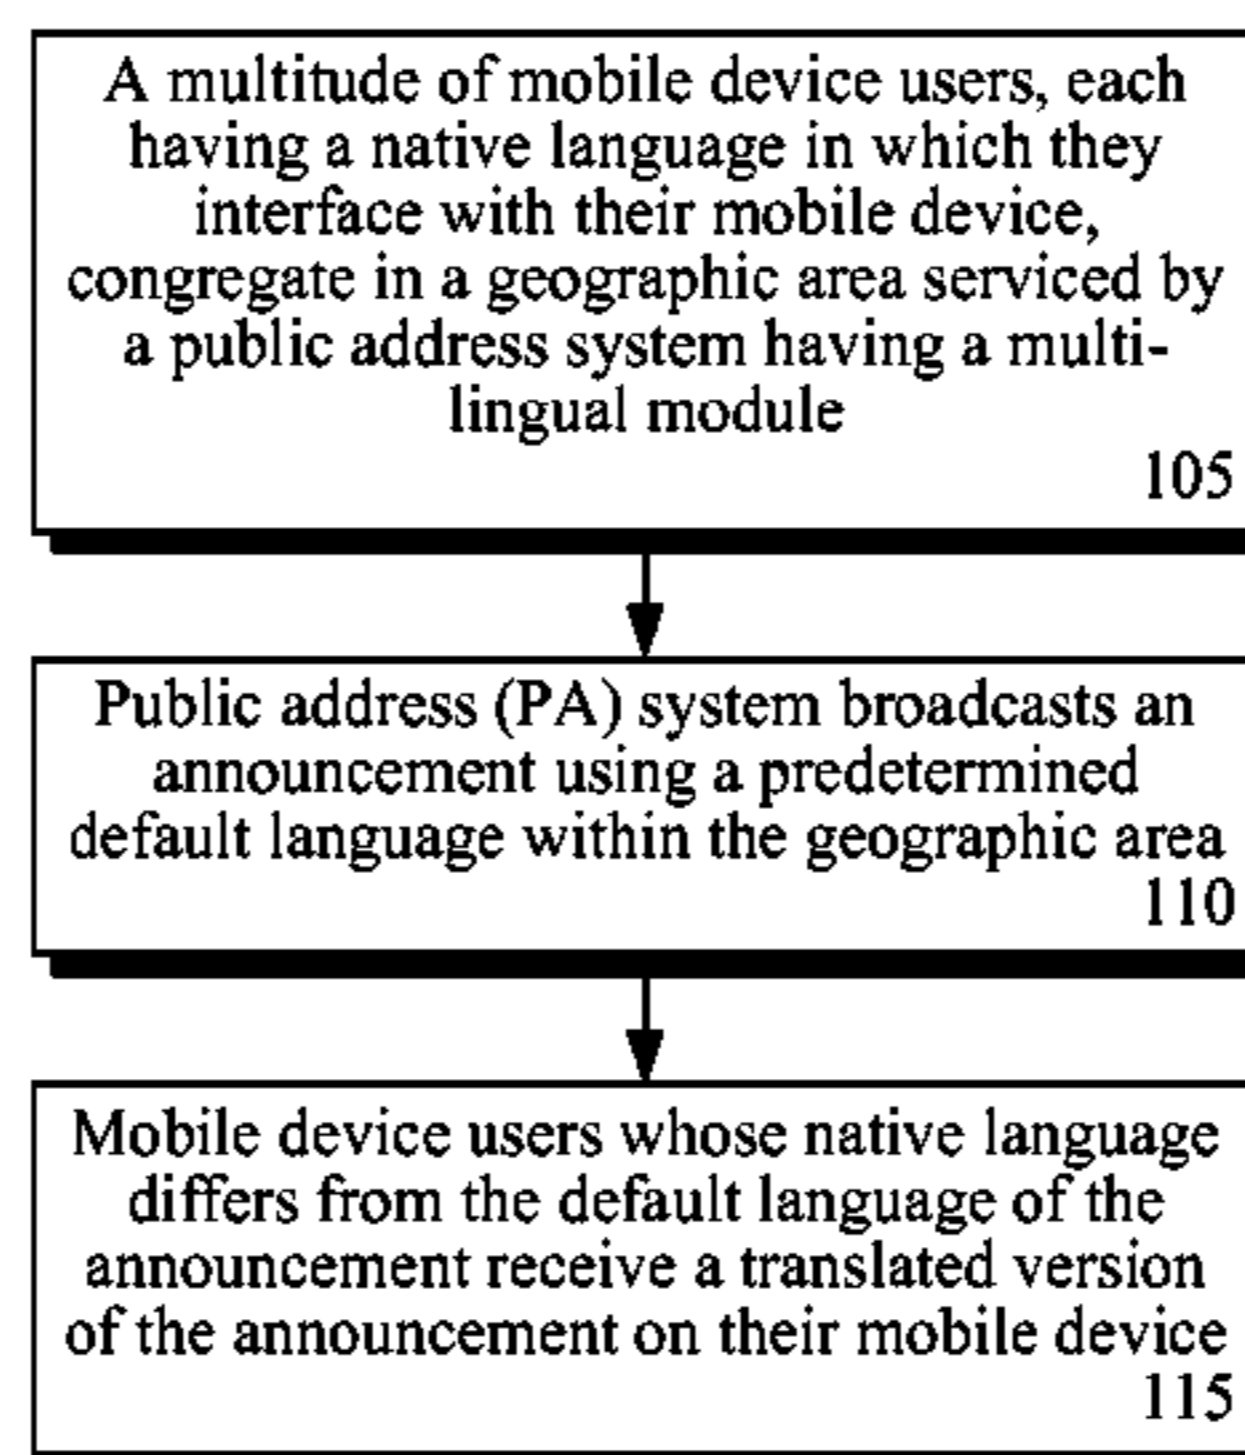 A multitude of mobile device users, each
having a native language in which they
interface with their mobile device,
congregate in a geographic area serviced by
a public address system having a multi-
lingual module
105
Public address (PA) system broadcasts an
announcement using a predetermined
default language within the geographic area
110
Mobile device users whose native language
differs from the default language of the
announcement receive a translated version
of the announcement on their mobile device
115